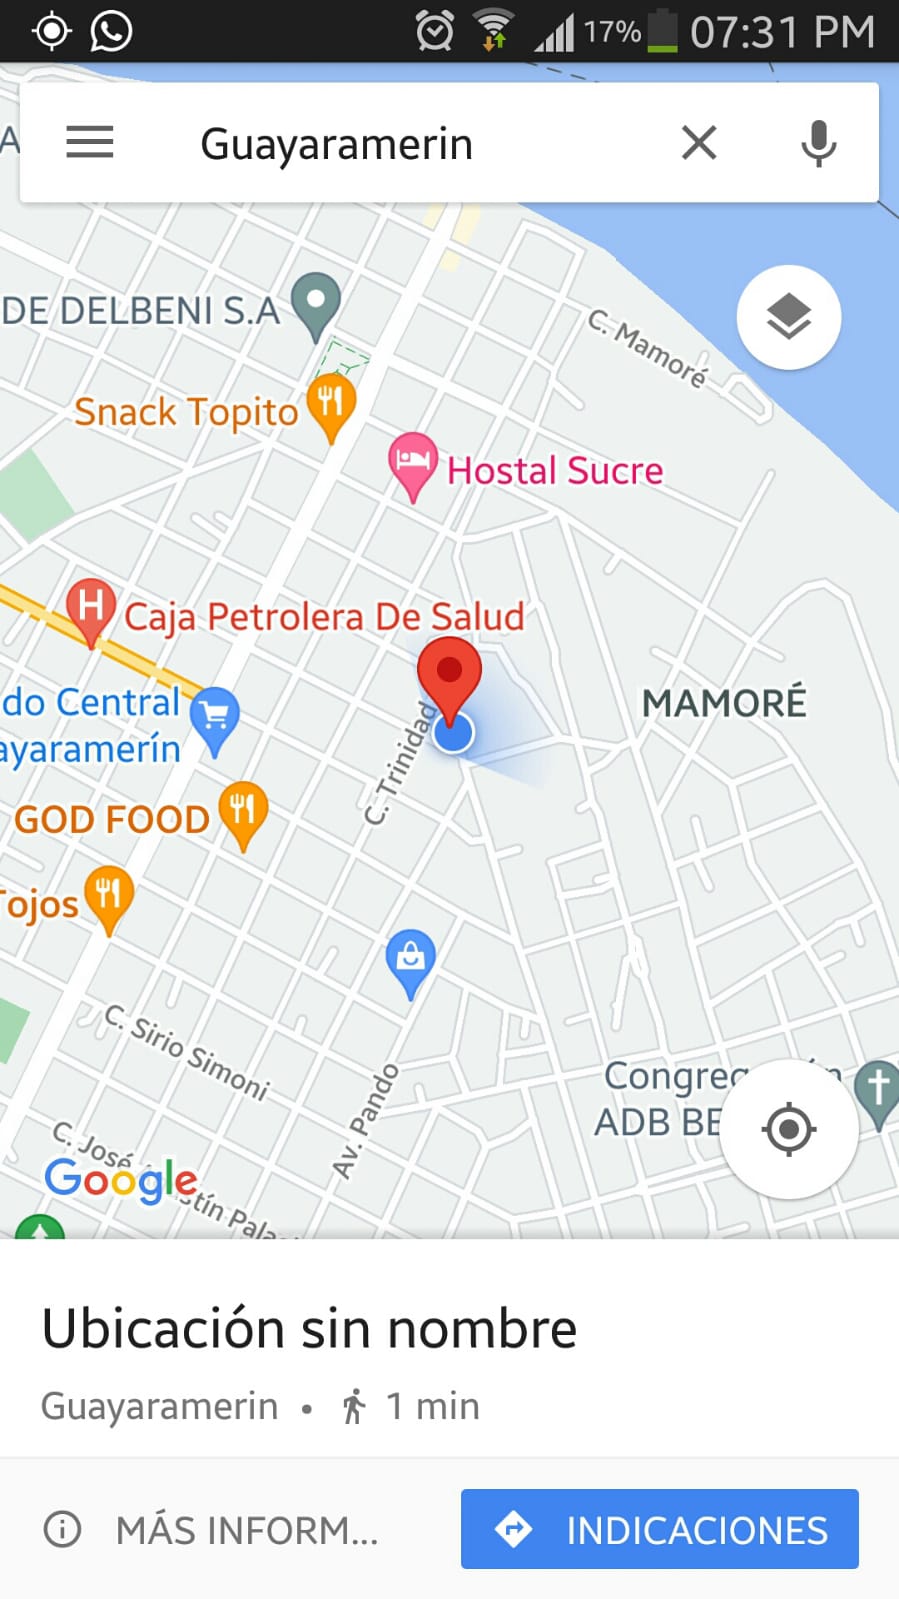 17%
07:31 PM
Guayaramerin
DE DELBENI S.A
C. Mamoré
Snack Topito
Hostal Sucre
H
Caja Petrolera De Salud
do Central
ayaramerín
MAMORÉ
C. Trinidad
GOD FOOD
Tojos
C. Sirio Simoni
Av. Pando
Congreg
ADB BE
C. José
Google
stín Pala
Ubicación sin nombre
Guayaramerin • 1 min
MÁS INFORM...
INDICACIONES